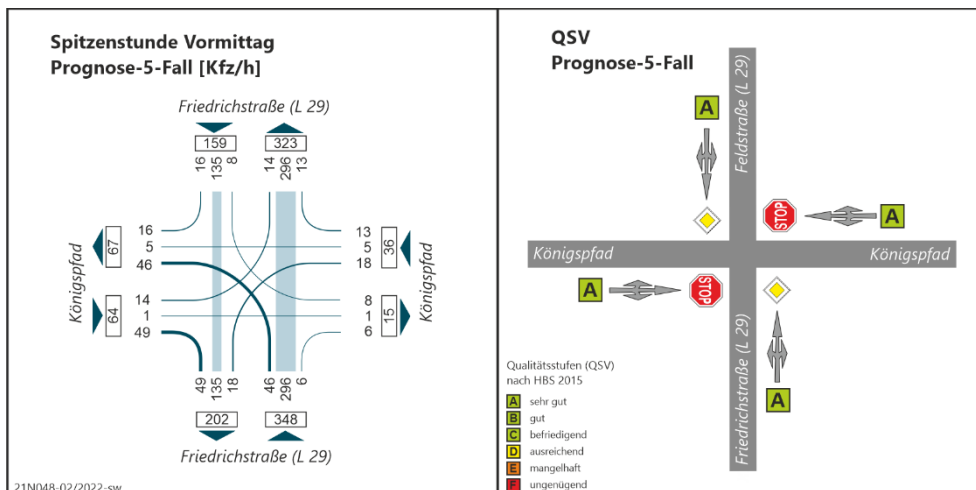 Spitzenstunde Vormittag
Prognose-5-Fall [Kfz/h]
Friedrichstraße (L 29)
159 323
16 135 8 14 296 13
16
5
46
67
Königspfad
14
1
49
64
13
5
18
36
Königspfad
8
1
6
15
49 135 18 46 296 6
202 348
Friedrichstraße (L 29)
21N048-02/2022-sw
QSV
Prognose-5-Fall
Feldstraße (L 29)
A
STOP
A
Königspfad Königspfad
A
STOP
A
Friedrichstraße (L 29)
Qualitätsstufen (QSV)
nach HBS 2015
A sehr gut
B gut
C befriedigend
D ausreichend
E mangelhaft
F ungenügend